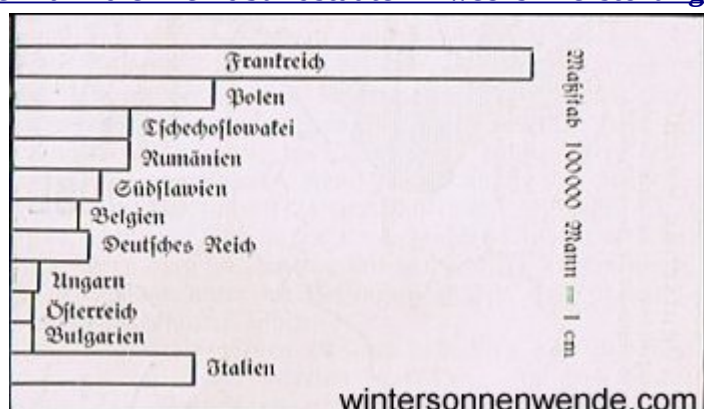 Frankreich
Polen
Tschechoslowakei
Rumänien
Südslawien
Belgien
Deutsches Reich
Ungarn
Österreich
Bulgarien
Italien
Maßstab 100000 Mann = 1 cm
wintersonnenwende.com